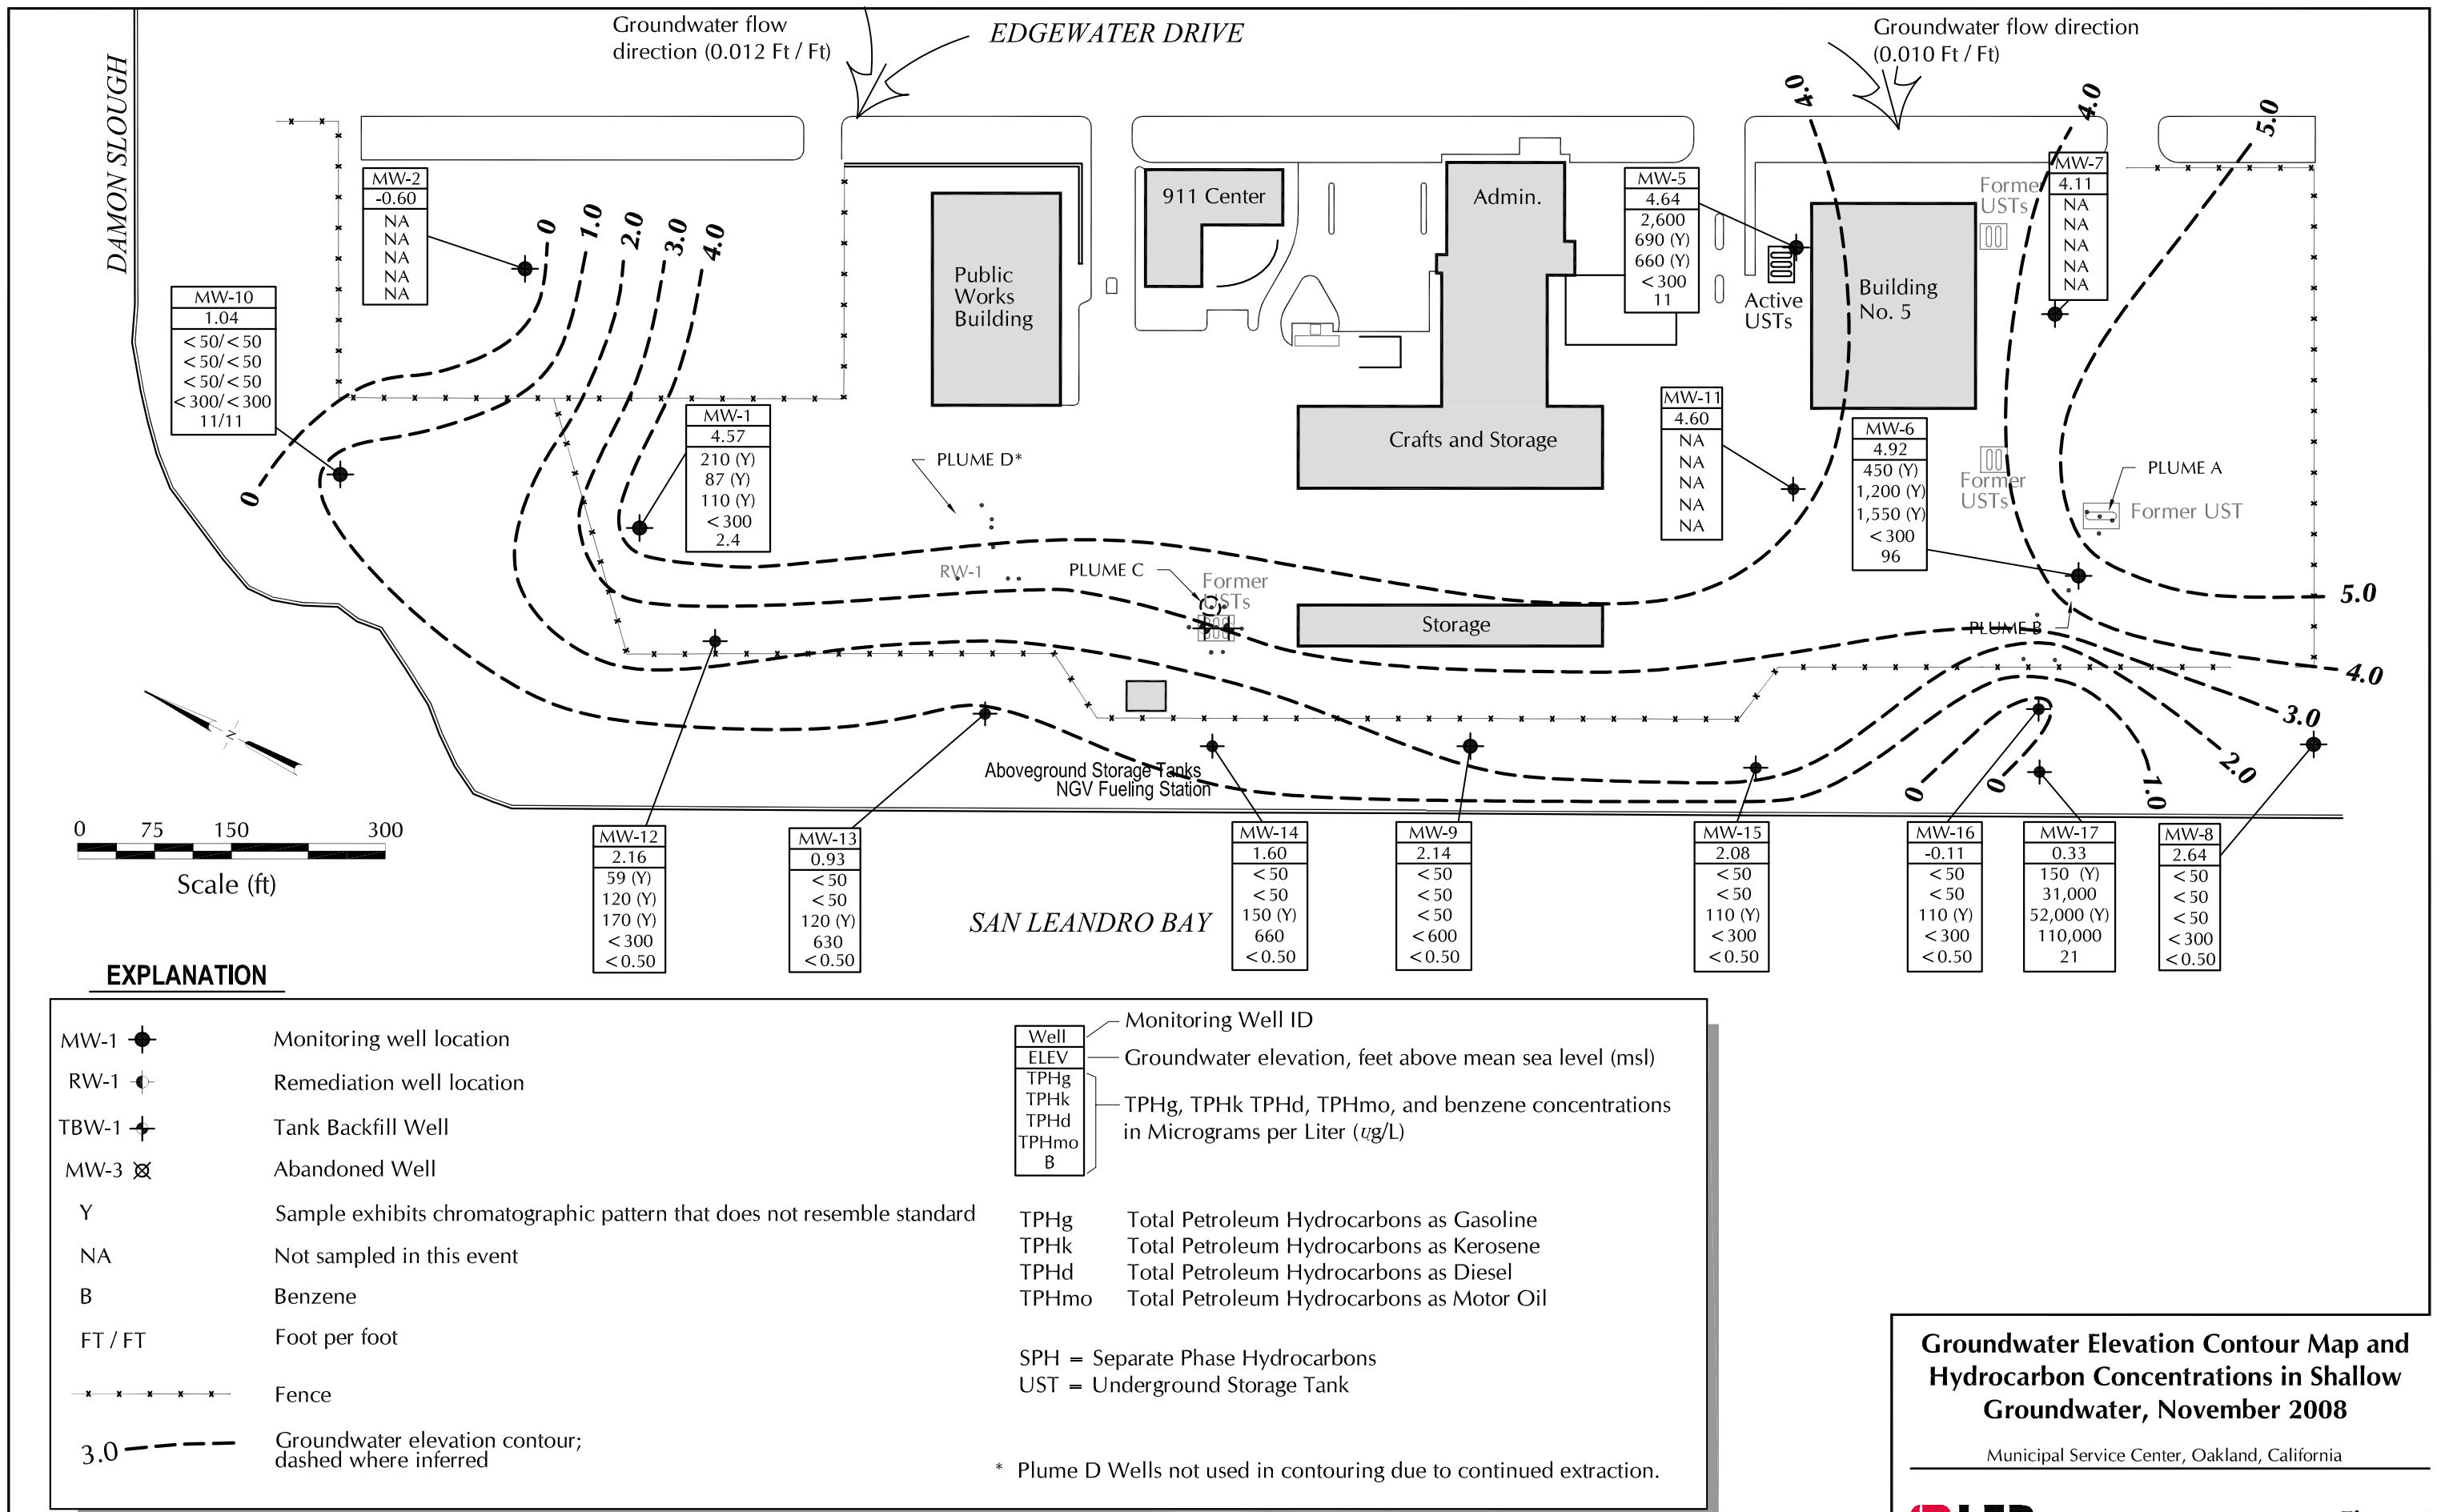 Groundwater flow
direction (0.012 Ft / Ft)
EDGEWATER DRIVE
Groundwater flow direction
(0.010 Ft / Ft)
DAMON SLOUGH
4.0
4.0
5.0
MW-2
-0.60
NA
NA
NA
NA
NA
0
1.0
2.0
3.0
4.0
Public
Works
Building
911 Center
Admin.
MW-5
4.64
2,600
690 (Y)
660 (Y)
<300
11
Active
USTs
Building
No. 5
Former
USTs
MW-7
4.11
NA
NA
NA
NA
NA
MW-10
1.04
<50/<50
<50/<50
<50/<50
<300/<300
11/11
0
MW-1
4.57
210 (Y)
87 (Y)
110 (Y)
<300
2.4
PLUME D*
Crafts and Storage
MW-11
4.60
NA
NA
NA
NA
NA
MW-6
4.92
450 (Y)
1,200 (Y)
1,550 (Y)
<300
96
Former
USTs
PLUME A
Former UST
RW-1
PLUME C
Former
USTs
Storage
PLUME B
5.0
4.0
3.0
2.0
1.0
0
0
N
Aboveground Storage Tanks
NGV Fueling Station
0 75 150 300
Scale (ft)
SAN LEANDRO BAY
MW-12
2.16
59 (Y)
120 (Y)
170 (Y)
<300
<0.50
MW-13
0.93
<50
<50
120 (Y)
630
<0.50
MW-14
1.60
<50
<50
150 (Y)
660
<0.50
MW-9
2.14
<50
<50
<50
<600
<0.50
MW-15
2.08
<50
<50
110 (Y)
<300
<0.50
MW-16
-0.11
<50
<50
110 (Y)
<300
<0.50
MW-17
0.33
150 (Y)
31,000
52,000 (Y)
110,000
21
MW-8
2.64
<50
<50
<50
<300
<0.50
EXPLANATION
MW-1 Monitoring well location
RW-1 Remediation well location
TBW-1 Tank Backfill Well
MW-3 Abandoned Well
Y Sample exhibits chromatographic pattern that does not resemble standard
NA Not sampled in this event
B Benzene
FT / FT Foot per foot
Fence
3.0 Groundwater elevation contour;
dashed where inferred
Well
ELEV
TPHg
TPHk
TPHd
TPHmo
B
Monitoring Well ID
Groundwater elevation, feet above mean sea level (msl)
TPHg, TPHk TPHd, TPHmo, and benzene concentrations
in Micrograms per Liter (ug/L)
TPHg Total Petroleum Hydrocarbons as Gasoline
TPHk Total Petroleum Hydrocarbons as Kerosene
TPHd Total Petroleum Hydrocarbons as Diesel
TPHmo Total Petroleum Hydrocarbons as Motor Oil
SPH = Separate Phase Hydrocarbons
UST = Underground Storage Tank
* Plume D Wells not used in contouring due to continued extraction.
Groundwater Elevation Contour Map and
Hydrocarbon Concentrations in Shallow
Groundwater, November 2008
Municipal Service Center, Oakland, California